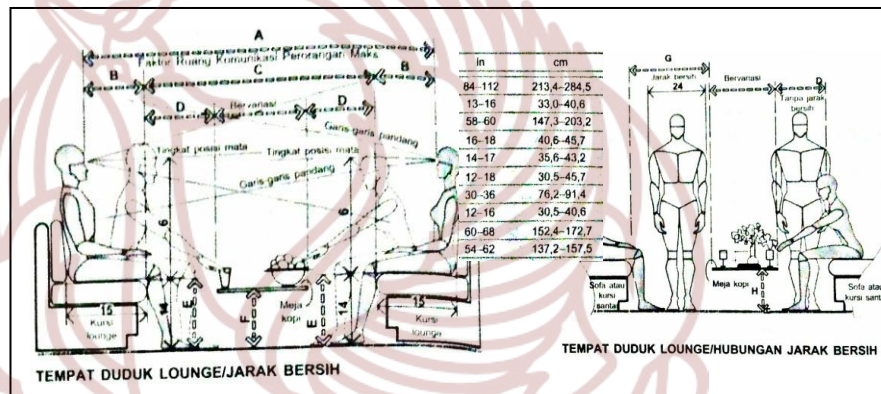 A
Faktor Ruang Komunikasi Perorangan Maks
B
C
B
D
Bervariasi
D
Garis-garis pandang
Tingkat posisi mata
Tingkat posisi mata
Garis-garis pandang
6
6
15
Kursi
lounge
14
E
F
Meja
kopi
E
14
15
Kursi
lounge
TEMPAT DUDUK LOUNGE/JARAK BERSIH
in cm
84–112 213,4–284,5
13–16 33,0–40,6
58–60 147,3–203,2
16–18 40,6–45,7
14–17 35,6–43,2
12–18 30,5–45,7
30–36 76,2–91,4
12–16 30,5–40,6
60–68 152,4–172,7
54–62 137,2–157,5
G
Jarak bersih
24
Bervariasi
D
Tanpa jarak
bersih
Sofa atau
kursi santai
Meja kopi
H
Sofa atau
kursi santai
TEMPAT DUDUK LOUNGE/HUBUNGAN JARAK BERSIH